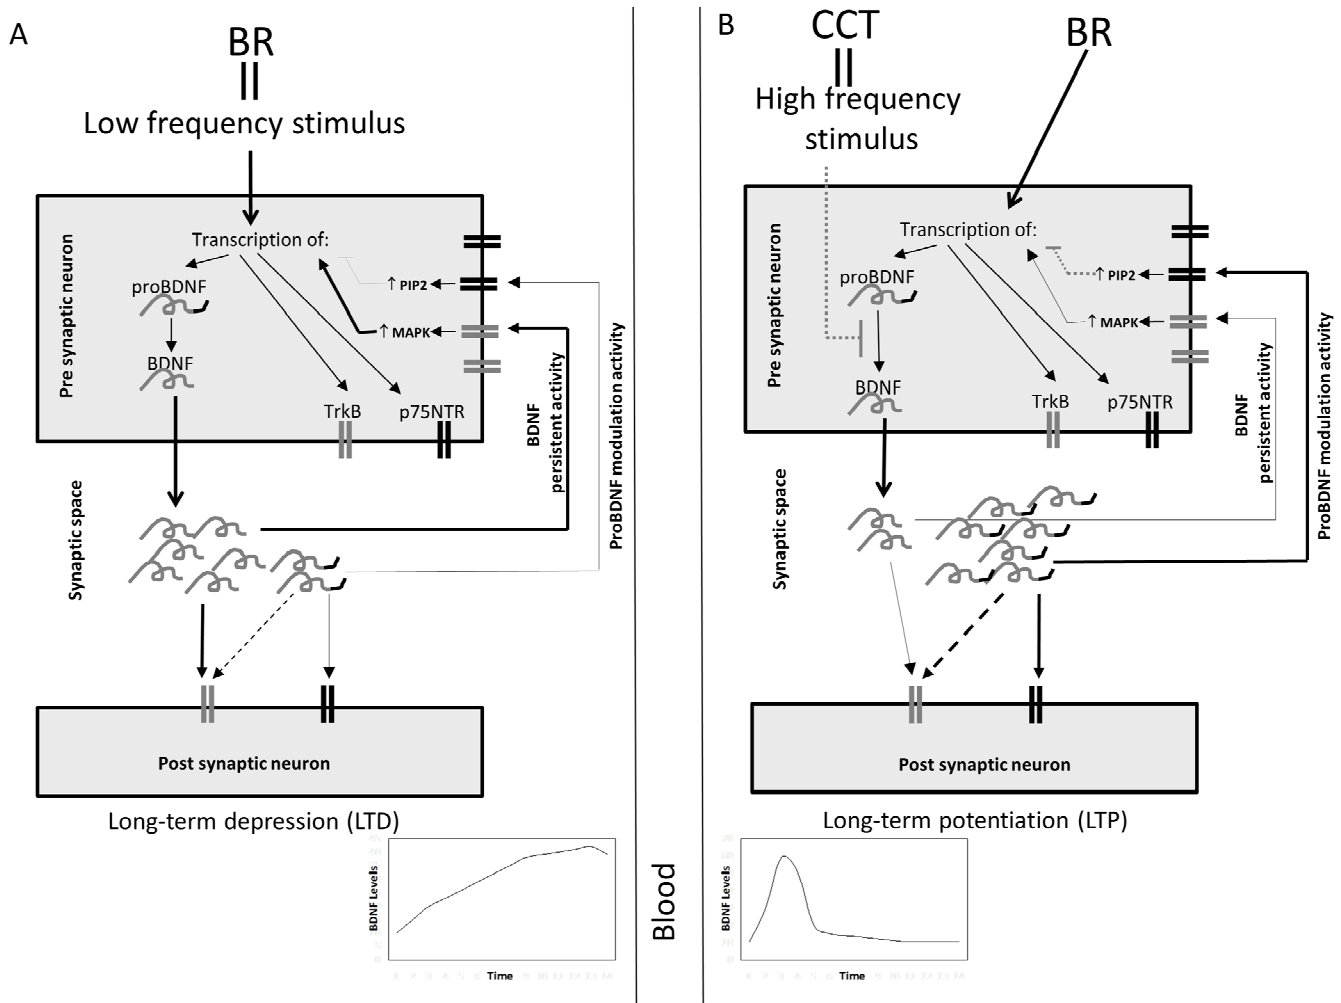 A
BR
Low frequency stimulus
Pre synaptic neuron
Transcription of:
proBDNF
↑ PIP2
↑ MAPK
BDNF
TrkB
p75NTR
BDNF
persistent activity
ProBDNF modulation activity
Synaptic space
Post synaptic neuron
Long-term depression (LTD)
BDNF Levels
Time
Blood
B
CCT
BR
High frequency
stimulus
Pre synaptic neuron
Transcription of:
proBDNF
↑ PIP2
↑ MAPK
BDNF
TrkB
p75NTR
BDNF
persistent activity
ProBDNF modulation activity
Synaptic space
Post synaptic neuron
Long-term potentiation (LTP)
BDNF Levels
Time